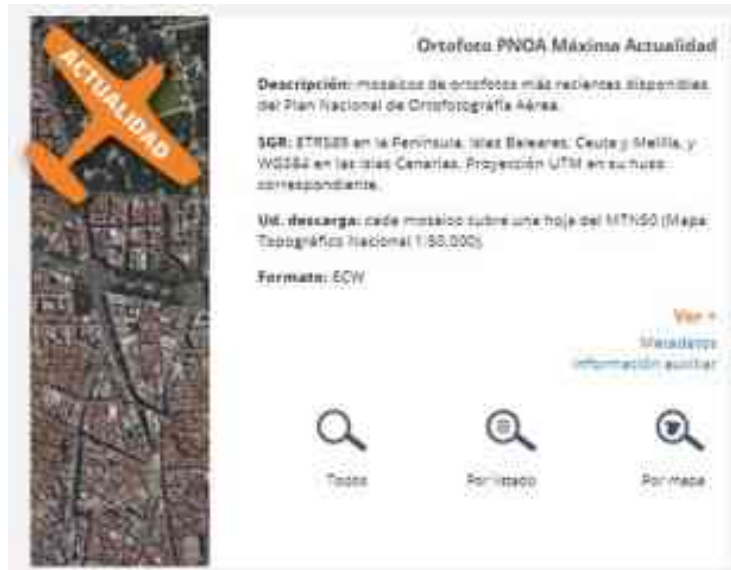 ACTUALIDAD
Ortofoto PNOA Máxima Actualidad
Descripción: mosaicos de ortofotos más recientes disponibles
del Plan Nacional de Ortofotografía Aérea.
SGR: ETRS89 en la Península, Islas Baleares, Ceuta y Melilla, y
WGS84 en las Islas Canarias. Proyección UTM en su huso
correspondiente.
Ud. descarga: cada mosaico cubre una hoja del MTN50 (Mapa
Topográfico Nacional 1:50.000).
Formato: ECW
Ver +
Metadatos
Información auxiliar
Todos
Por listado
Por mapa